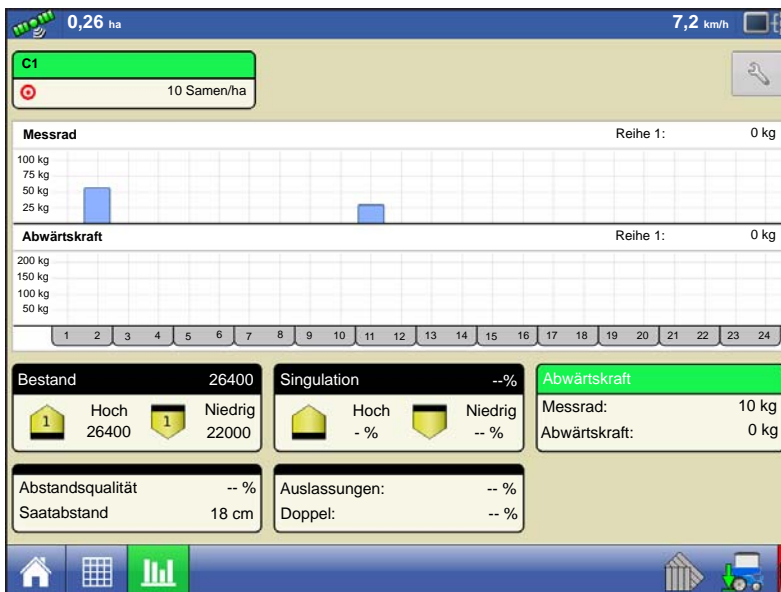 0,26 ha 7,2 km/h
C1
10 Samen/ha
Messrad Reihe 1: 0 kg
100 kg
75 kg
50 kg
25 kg
Abwärtskraft Reihe 1: 0 kg
200 kg
150 kg
100 kg
50 kg
1 2 3 4 5 6 7 8 9 10 11 12 13 14 15 16 17 18 19 20 21 22 23 24
Bestand 26400
1 Hoch 26400 1 Niedrig 22000
Singulation --%
Hoch - % Niedrig -- %
Abwärtskraft
Messrad: 10 kg
Abwärtskraft: 0 kg
Abstandsqualität -- %
Saatabstand 18 cm
Auslassungen: -- %
Doppel: -- %